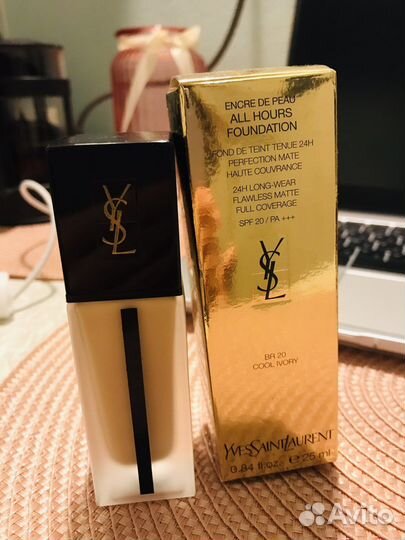 ENCRE DE PEAU
ALL HOURS
FOUNDATION
FOND DE TEINT TENUE 24H
PERFECTION MATE
HAUTE COUVRANCE
24H LONG-WEAR
FLAWLESS MATTE
FULL COVERAGE
SPF 20 / PA +++
YSL
YSL
BR 20
COOL IVORY
YVESSAINTLAURENT
0.84 fl.oz. ℮ 25 ml
Avito